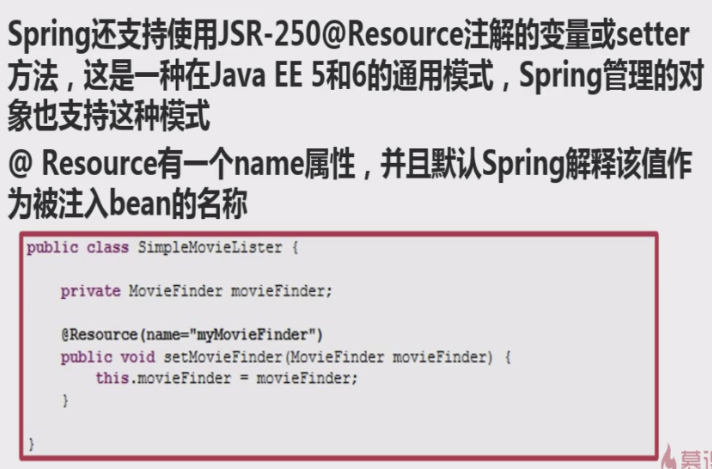 Spring还支持使用JSR-250@Resource注解的变量或setter
方法，这是一种在Java EE 5和6的通用模式，Spring管理的对
象也支持这种模式
@ Resource有一个name属性，并且默认Spring解释该值作
为被注入bean的名称
public class SimpleMovieLister {
private MovieFinder movieFinder;
@Resource(name="myMovieFinder")
public void setMovieFinder(MovieFinder movieFinder) {
this.movieFinder = movieFinder;
}
}